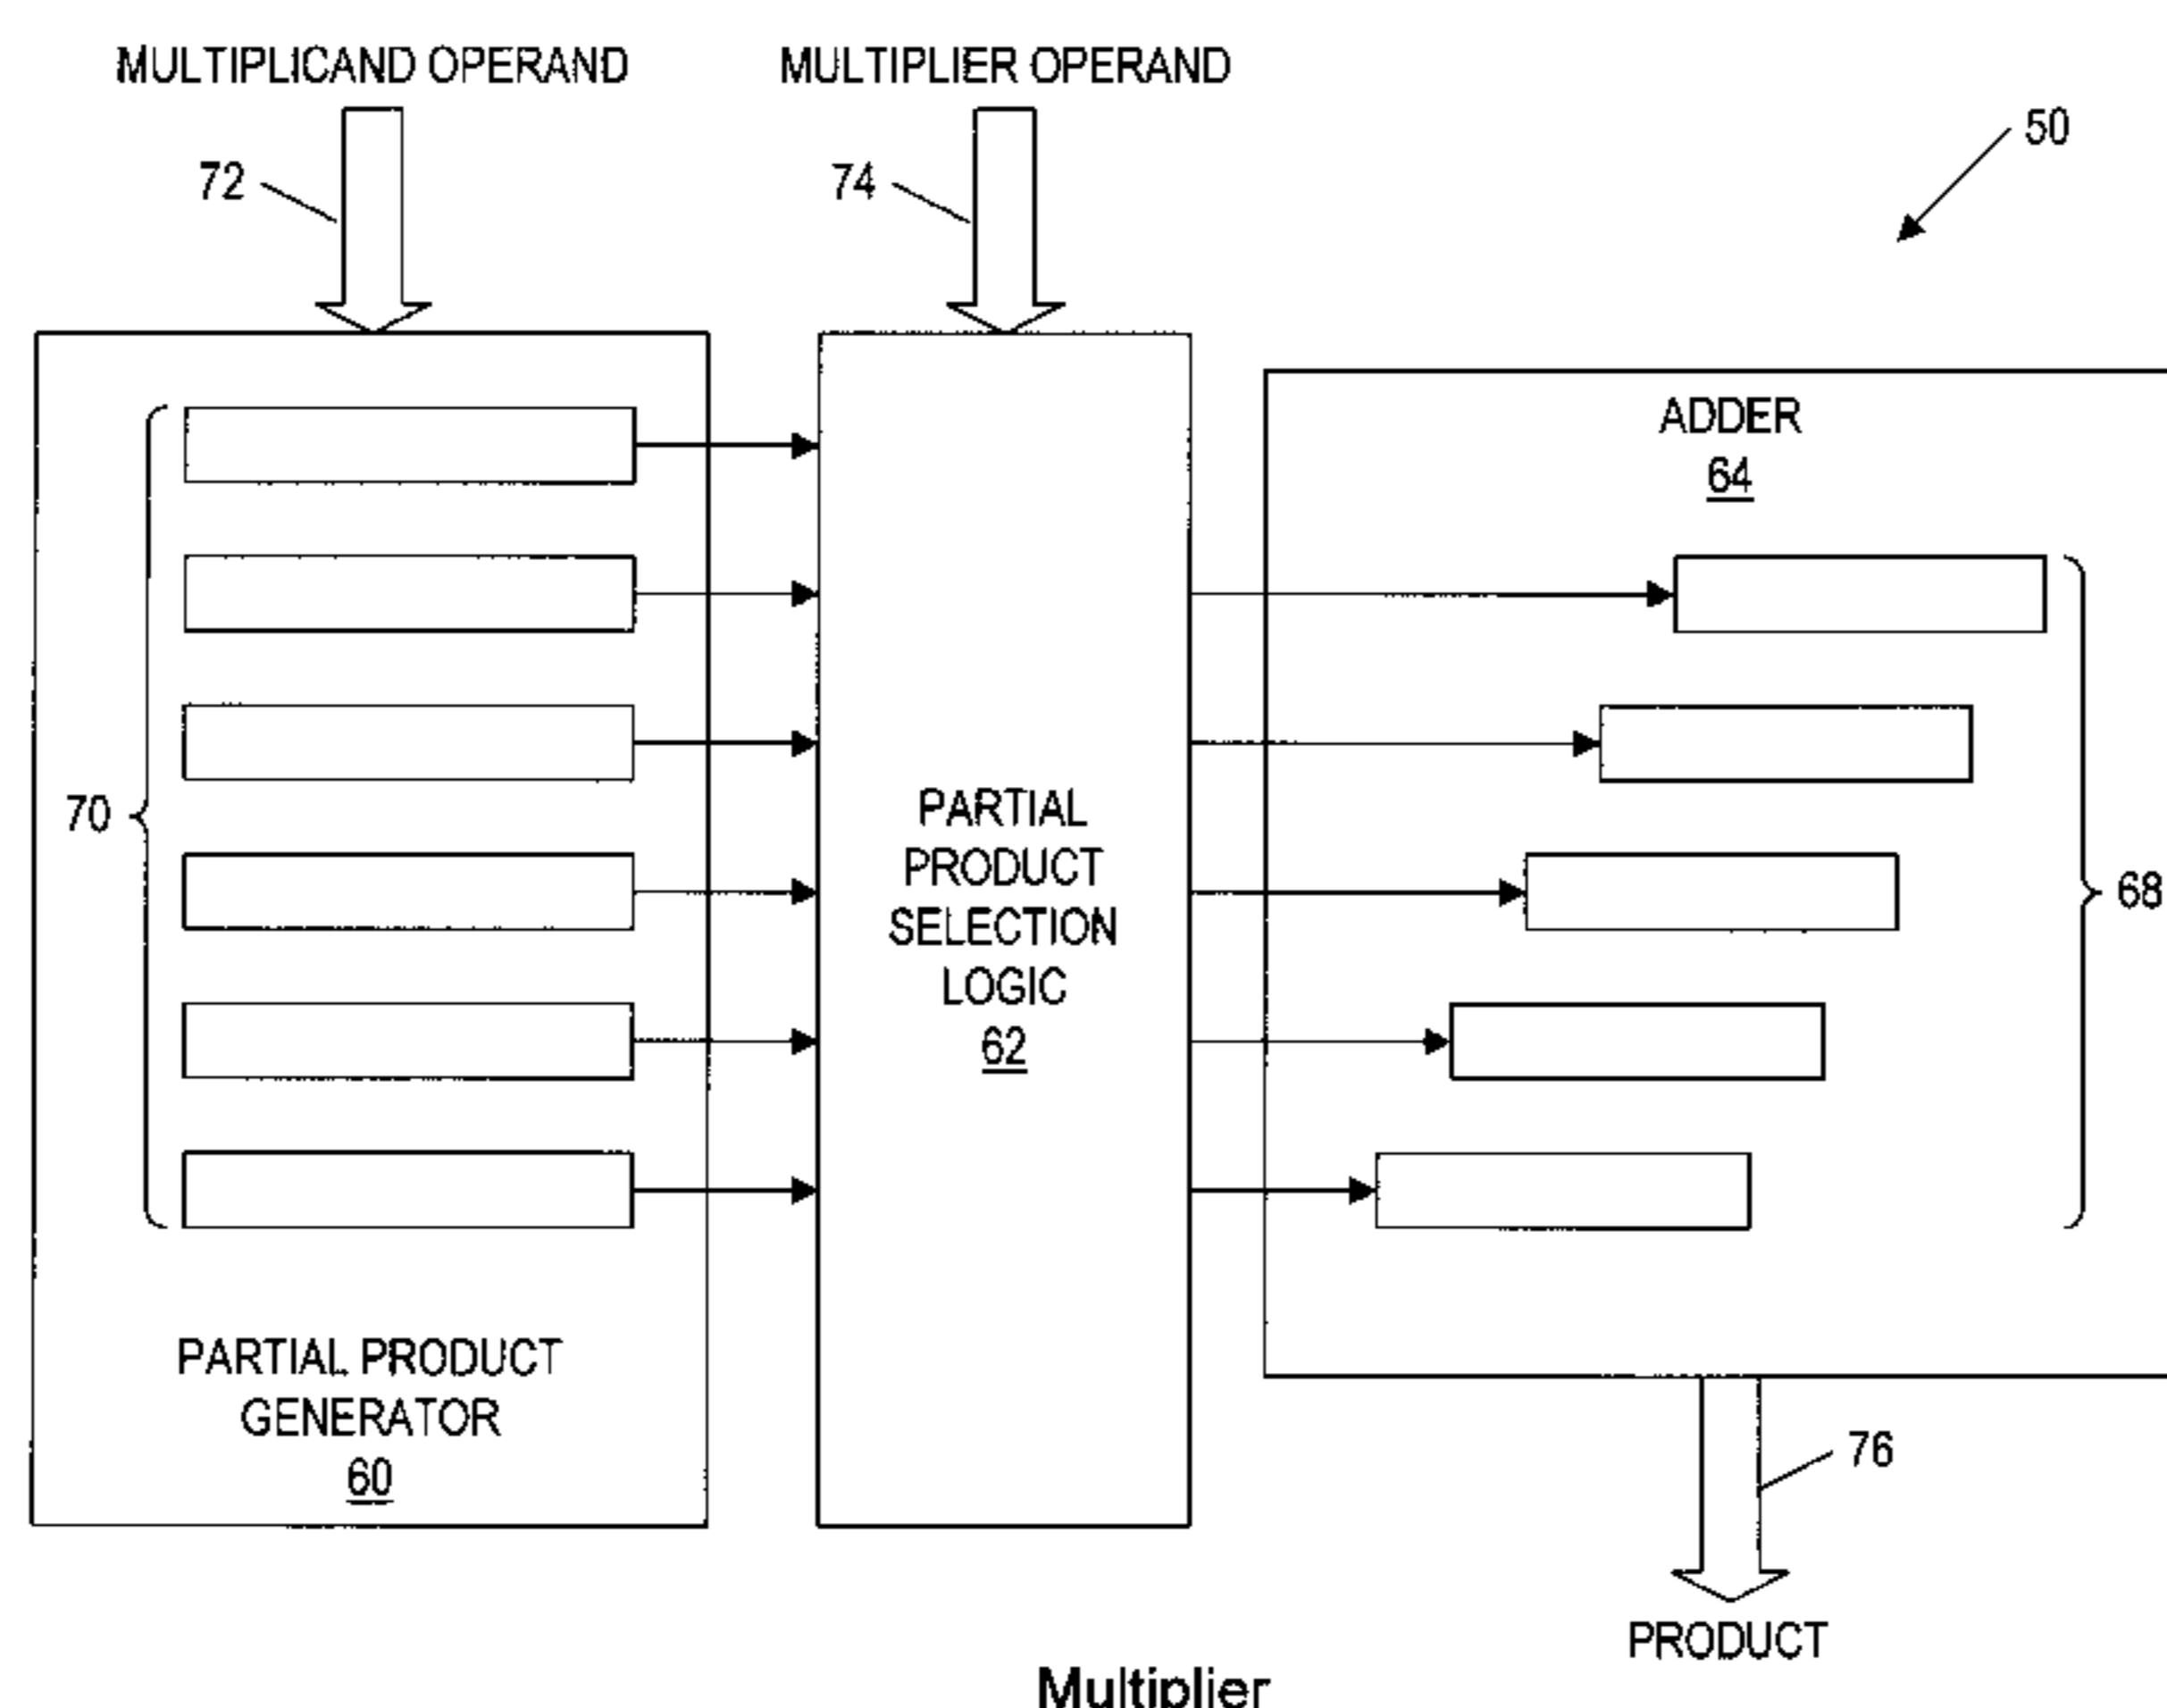 MULTIPLICAND OPERAND
MULTIPLIER OPERAND
50
72
74
ADDER
64
70
PARTIAL
PRODUCT
SELECTION
LOGIC
62
68
PARTIAL PRODUCT
GENERATOR
60
76
PRODUCT
Multiplier